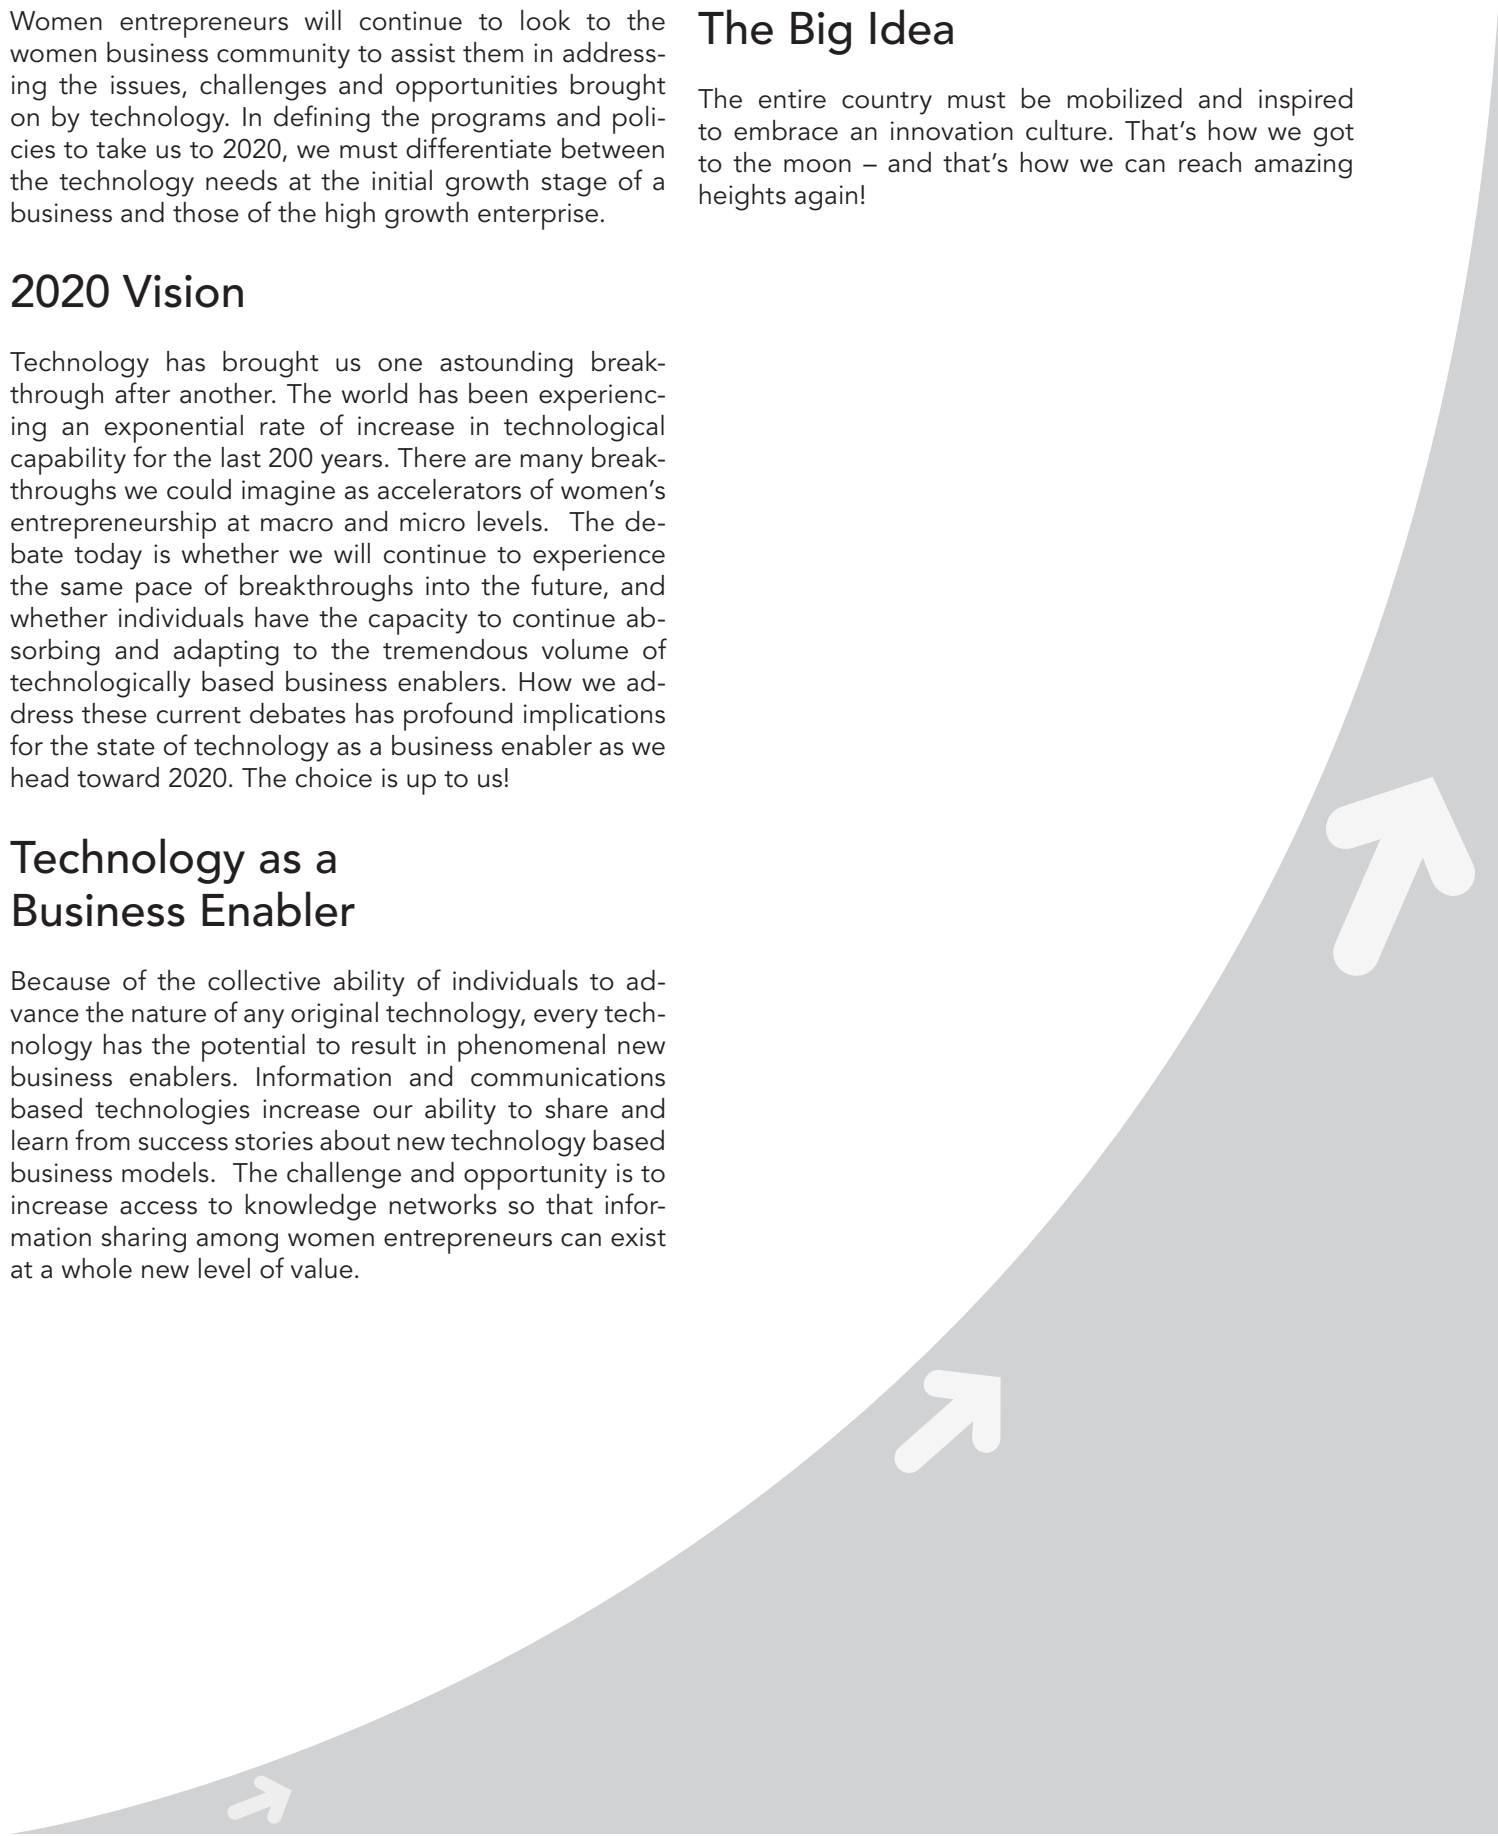 Women entrepreneurs will continue to look to the
women business community to assist them in address-
ing the issues, challenges and opportunities brought
on by technology. In defining the programs and poli-
cies to take us to 2020, we must differentiate between
the technology needs at the initial growth stage of a
business and those of the high growth enterprise.
2020 Vision
Technology has brought us one astounding break-
through after another. The world has been experienc-
ing an exponential rate of increase in technological
capability for the last 200 years. There are many break-
throughs we could imagine as accelerators of women’s
entrepreneurship at macro and micro levels.  The de-
bate today is whether we will continue to experience
the same pace of breakthroughs into the future, and
whether individuals have the capacity to continue ab-
sorbing and adapting to the tremendous volume of
technologically based business enablers. How we ad-
dress these current debates has profound implications
for the state of technology as a business enabler as we
head toward 2020. The choice is up to us!
Technology as a
Business Enabler
Because of the collective ability of individuals to ad-
vance the nature of any original technology, every tech-
nology has the potential to result in phenomenal new
business enablers. Information and communications
based technologies increase our ability to share and
learn from success stories about new technology based
business models.  The challenge and opportunity is to
increase access to knowledge networks so that infor-
mation sharing among women entrepreneurs can exist
at a whole new level of value.
The Big Idea
The entire country must be mobilized and inspired
to embrace an innovation culture. That’s how we got
to the moon – and that’s how we can reach amazing
heights again!